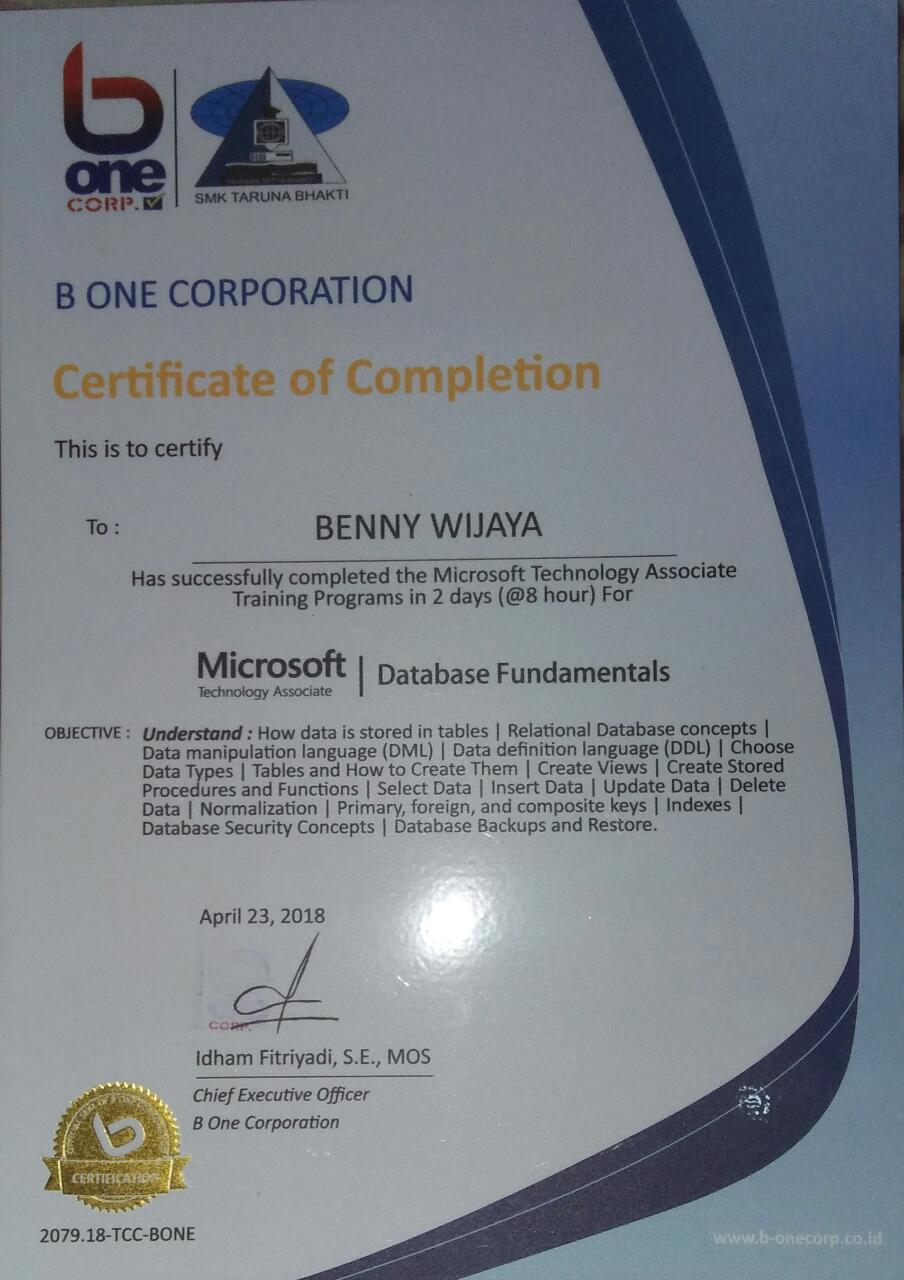 b
one
CORP.
SMK TARUNA BHAKTI
B ONE CORPORATION
Certificate of Completion
This is to certify
To : BENNY WIJAYA
Has successfully completed the Microsoft Technology Associate
Training Programs in 2 days (@8 hour) For
Microsoft | Database Fundamentals
Technology Associate
OBJECTIVE : Understand : How data is stored in tables | Relational Database concepts |
Data manipulation language (DML) | Data definition language (DDL) | Choose
Data Types | Tables and How to Create Them | Create Views | Create Stored
Procedures and Functions | Select Data | Insert Data | Update Data | Delete
Data | Normalization | Primary, foreign, and composite keys | Indexes |
Database Security Concepts | Database Backups and Restore.
April 23, 2018
CORP.
Idham Fitriyadi, S.E., MOS
Chief Executive Officer
B One Corporation
b
CERTIFICATION
2079.18-TCC-BONE
www.b-onecorp.co.id